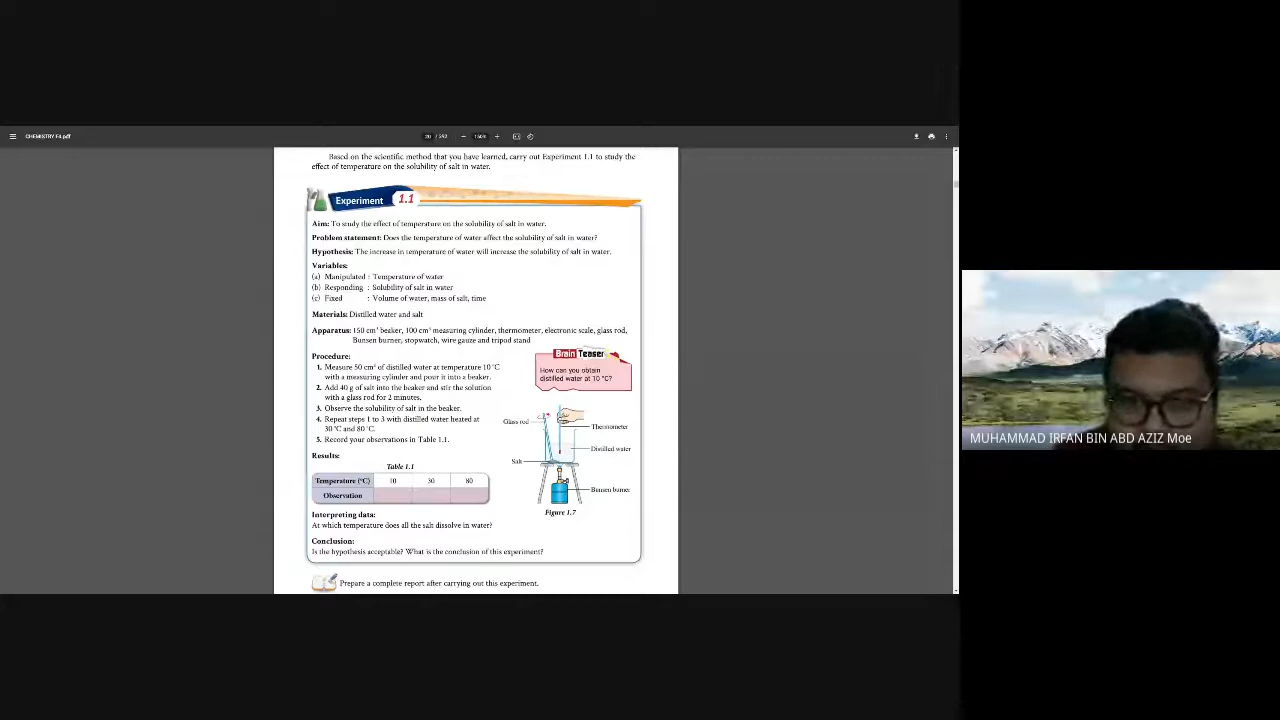 CHEMISTRY F4.pdf
20 / 392
150%
Based on the scientific method that you have learned, carry out Experiment 1.1 to study the
effect of temperature on the solubility of salt in water.
Experiment 1.1
Aim: To study the effect of temperature on the solubility of salt in water.
Problem statement: Does the temperature of water affect the solubility of salt in water?
Hypothesis: The increase in temperature of water will increase the solubility of salt in water.
Variables:
(a) Manipulated : Temperature of water
(b) Responding : Solubility of salt in water
(c) Fixed : Volume of water, mass of salt, time
Materials: Distilled water and salt
Apparatus: 150 cm³ beaker, 100 cm³ measuring cylinder, thermometer, electronic scale, glass rod,
Bunsen burner, stopwatch, wire gauze and tripod stand
Procedure:
1. Measure 50 cm³ of distilled water at temperature 10 °C
with a measuring cylinder and pour it into a beaker.
2. Add 40 g of salt into the beaker and stir the solution
with a glass rod for 2 minutes.
3. Observe the solubility of salt in the beaker.
4. Repeat steps 1 to 3 with distilled water heated at
30 °C and 80 °C.
5. Record your observations in Table 1.1.
Brain Teaser
How can you obtain
distilled water at 10 °C?
Glass rod
Thermometer
Distilled water
Salt
Bunsen burner
Figure 1.7
Results:
Table 1.1
Temperature (°C) 10 30 80
Observation
Interpreting data:
At which temperature does all the salt dissolve in water?
Conclusion:
Is the hypothesis acceptable? What is the conclusion of this experiment?
Prepare a complete report after carrying out this experiment.
MUHAMMAD IRFAN BIN ABD AZIZ Moe